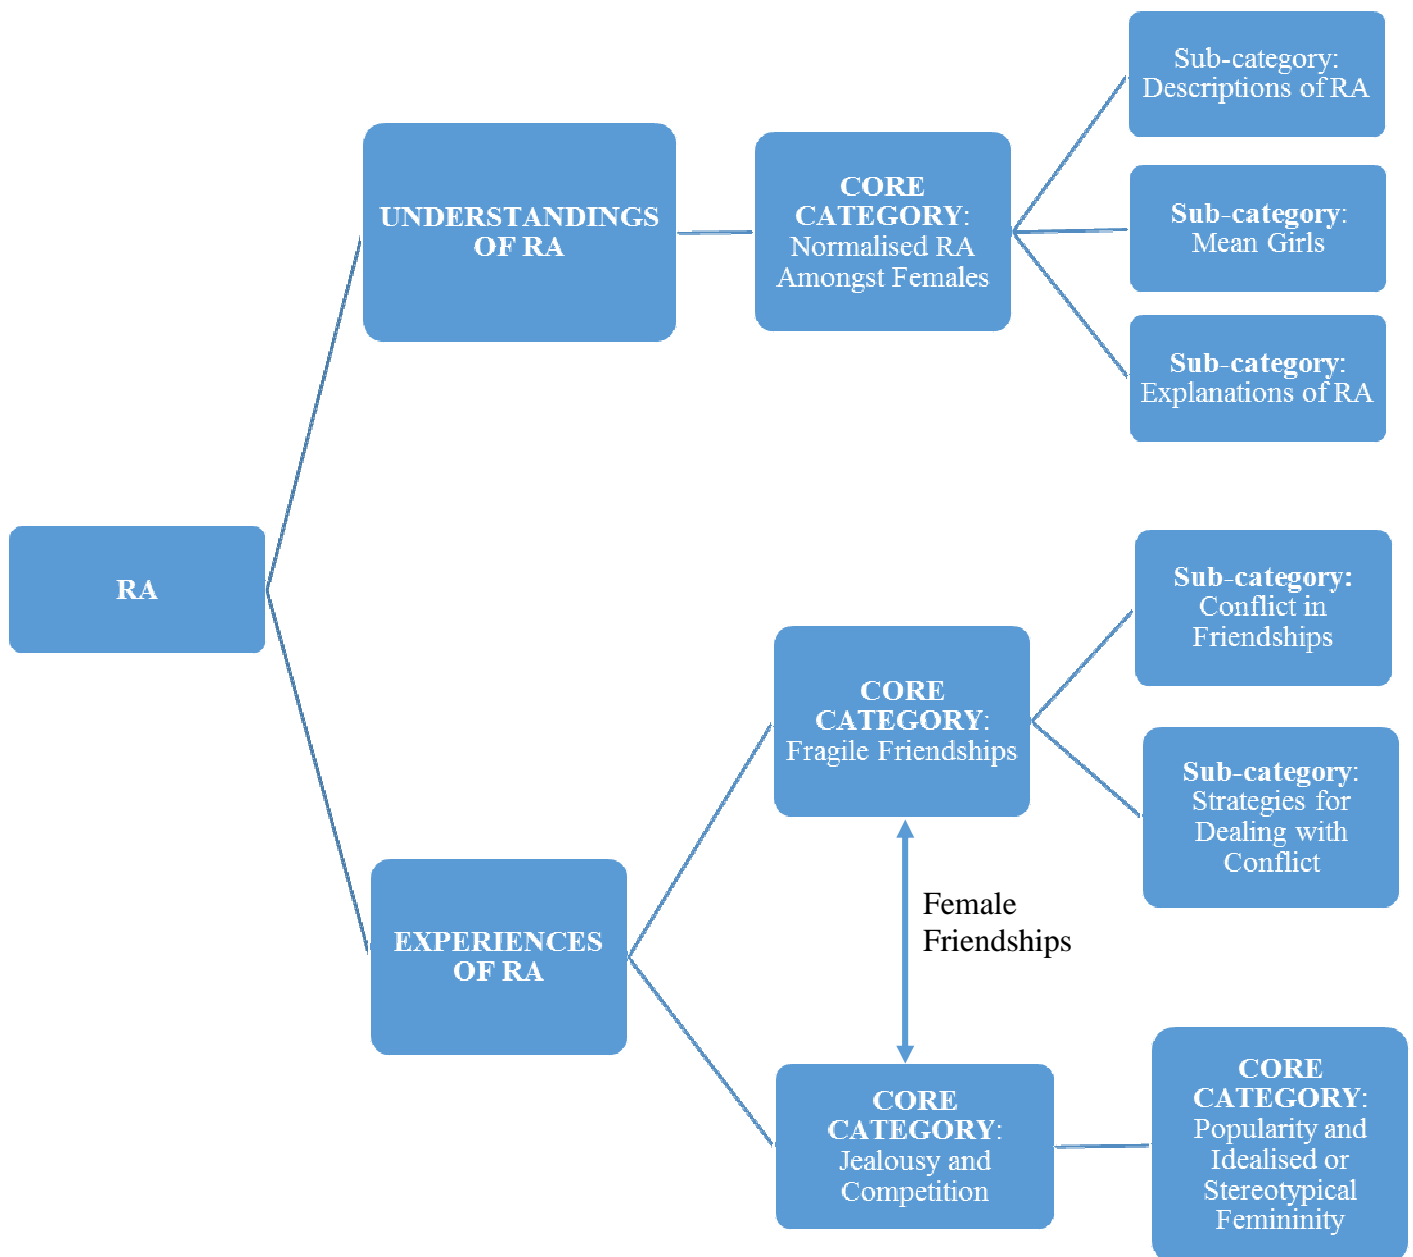 Sub-category:
Descriptions of RA
UNDERSTANDINGS
OF RA
CORE
CATEGORY:
Normalised RA
Amongst Females
Sub-category:
Mean Girls
Sub-category:
Explanations of RA
RA
Sub-category:
Conflict in
Friendships
CORE
CATEGORY:
Fragile Friendships
Sub-category:
Strategies for
Dealing with
Conflict
EXPERIENCES
OF RA
Female
Friendships
CORE
CATEGORY:
Jealousy and
Competition
CORE
CATEGORY:
Popularity and
Idealised or
Stereotypical
Femininity